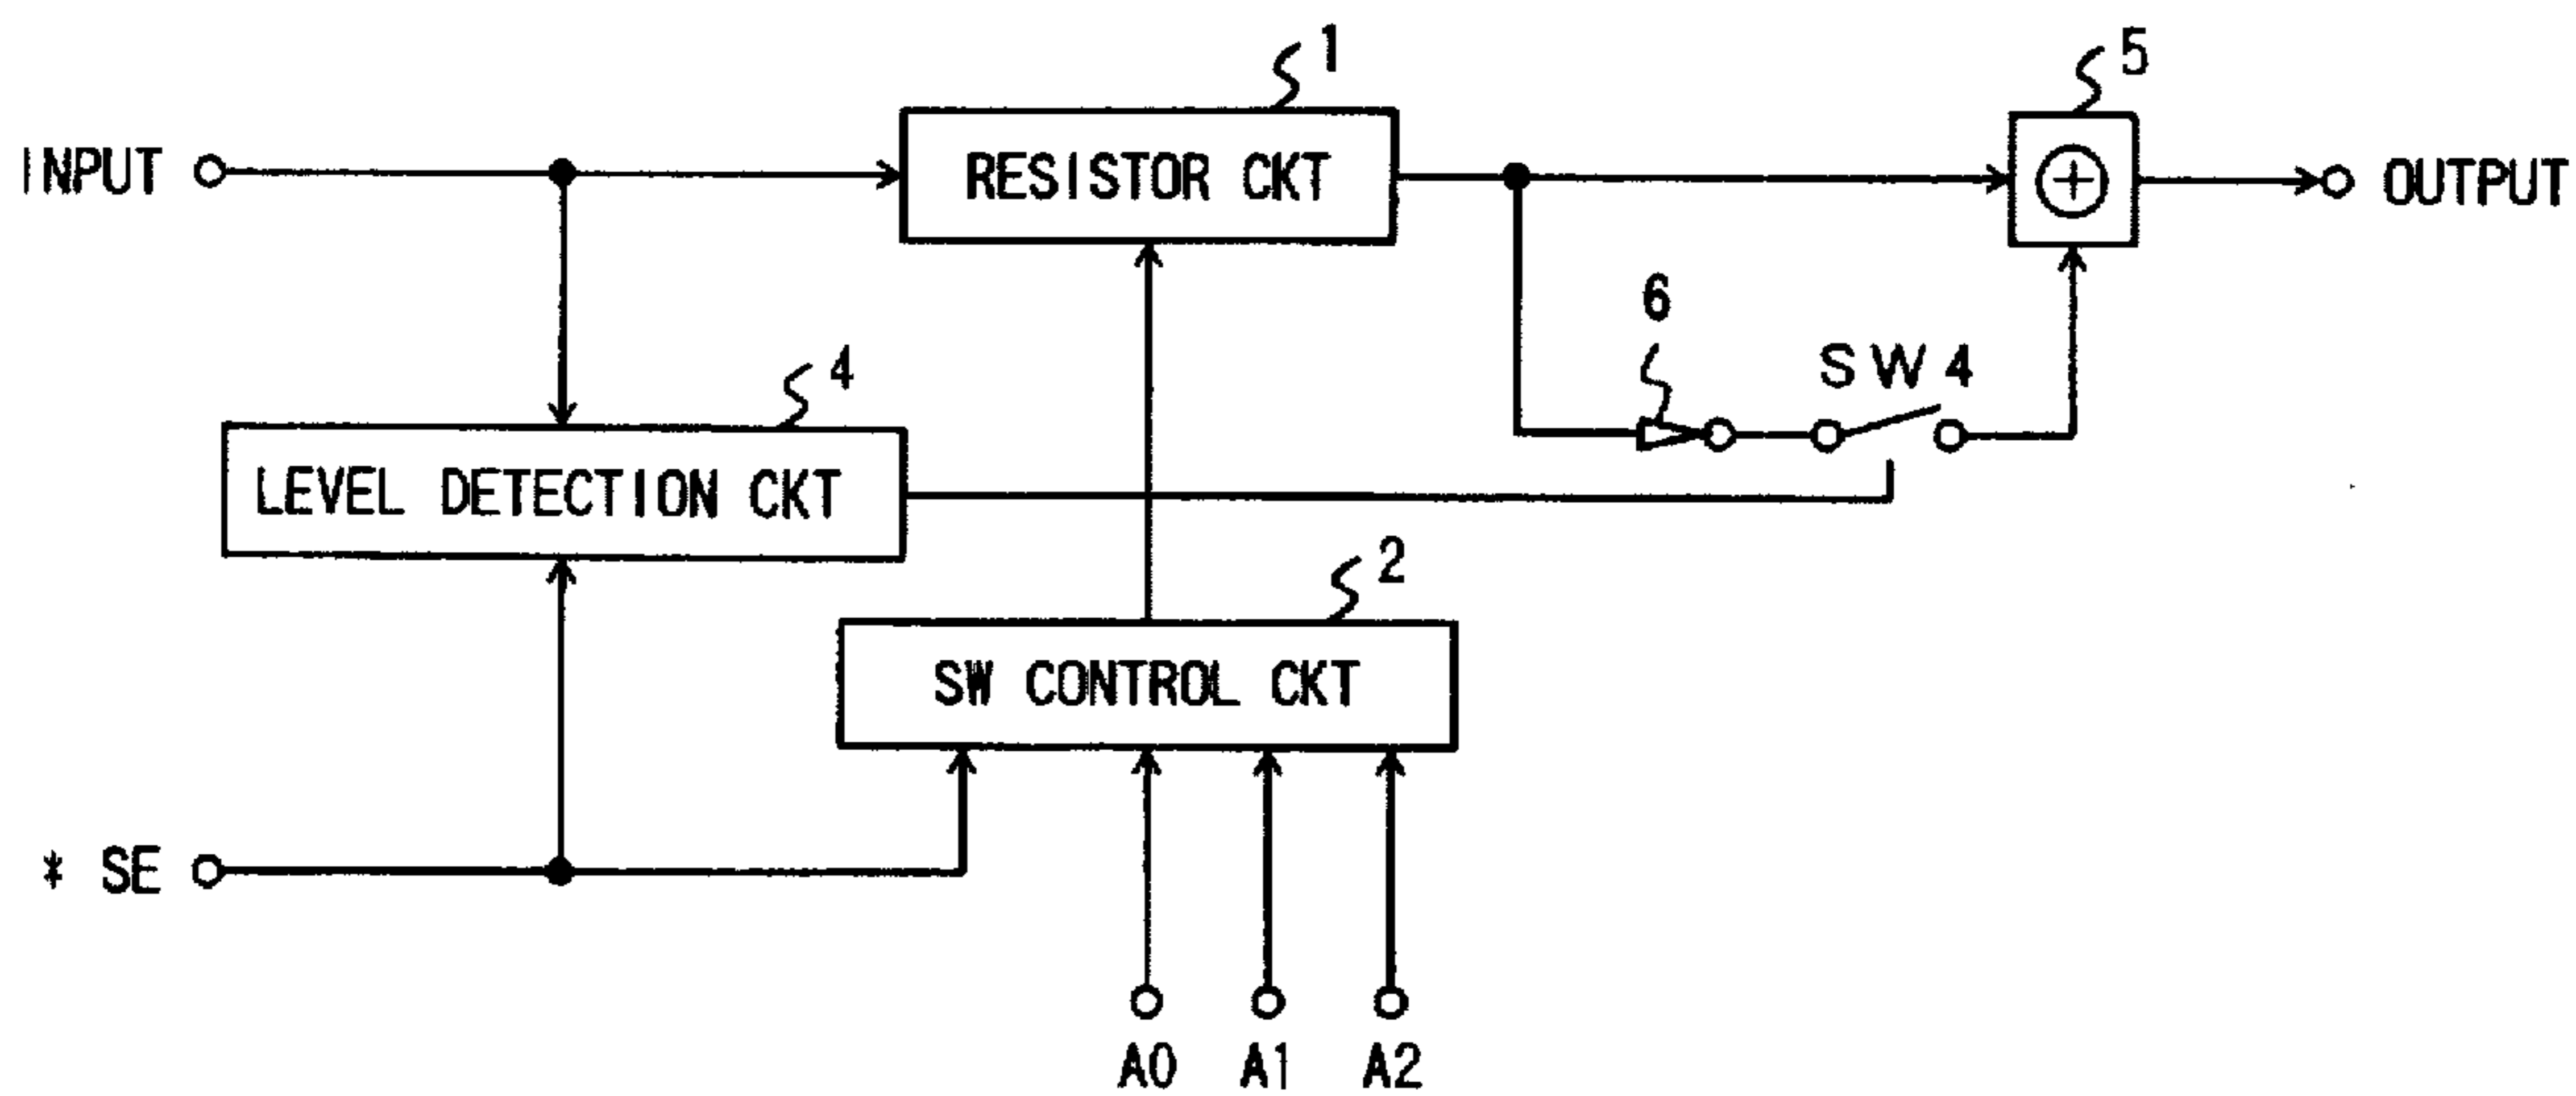 1
5
INPUT
RESISTOR CKT
OUTPUT
6
4
SW4
LEVEL DETECTION CKT
2
SW CONTROL CKT
* SE
A0 A1 A2